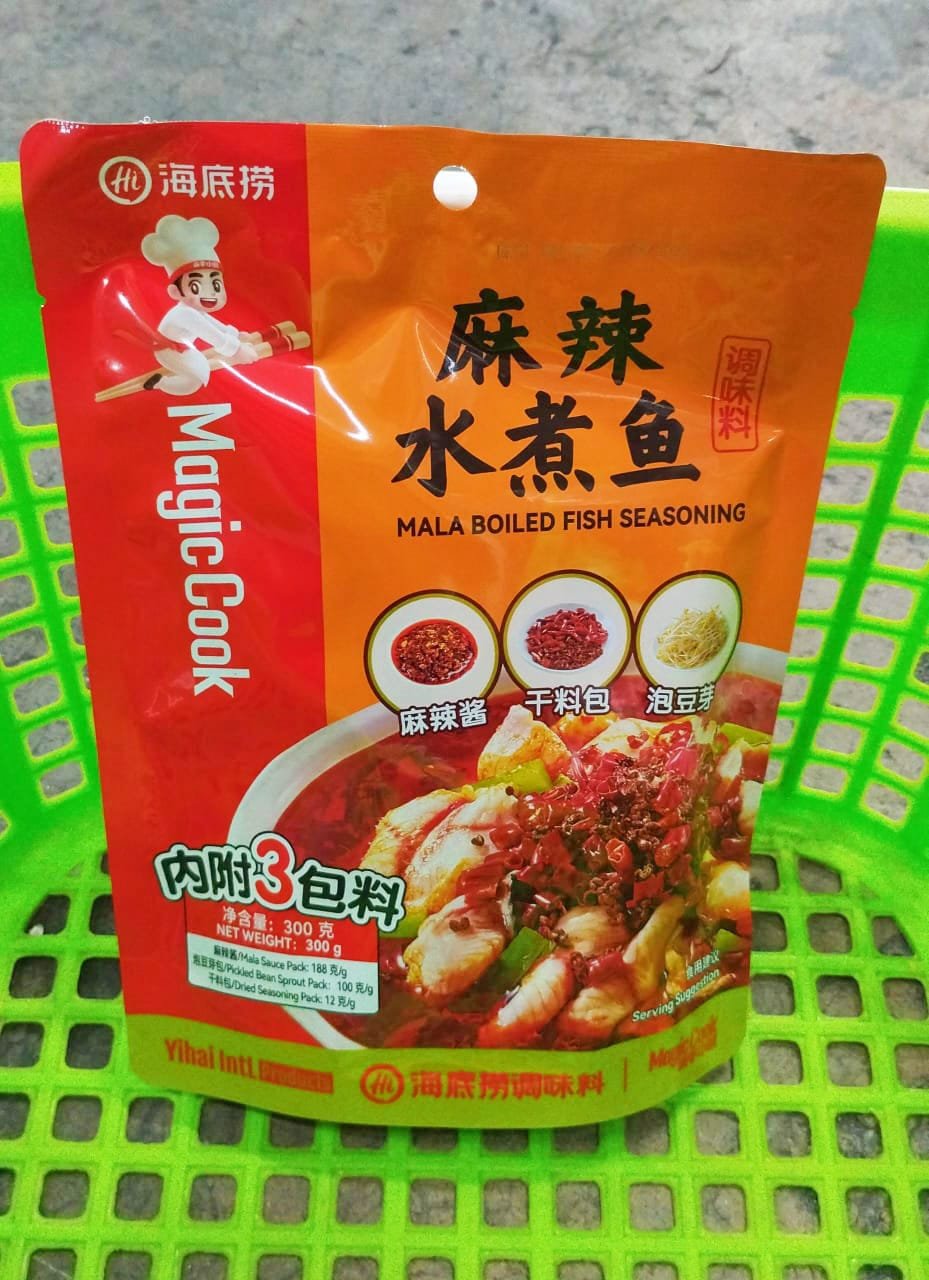 Hi 海底捞
MagicCook
麻辣
水煮鱼
调味料
MALA BOILED FISH SEASONING
麻辣酱
干料包
泡豆芽
内附3包料
净含量：300 克
NET WEIGHT：300 g
麻辣酱/Mala Sauce Pack: 188 克/g
泡豆芽包/Pickled Bean Sprout Pack: 100 克/g
干料包/Dried Seasoning Pack: 12 克/g
食用建议
Serving Suggestion
Yihai Intl. Products
Hi 海底捞调味料